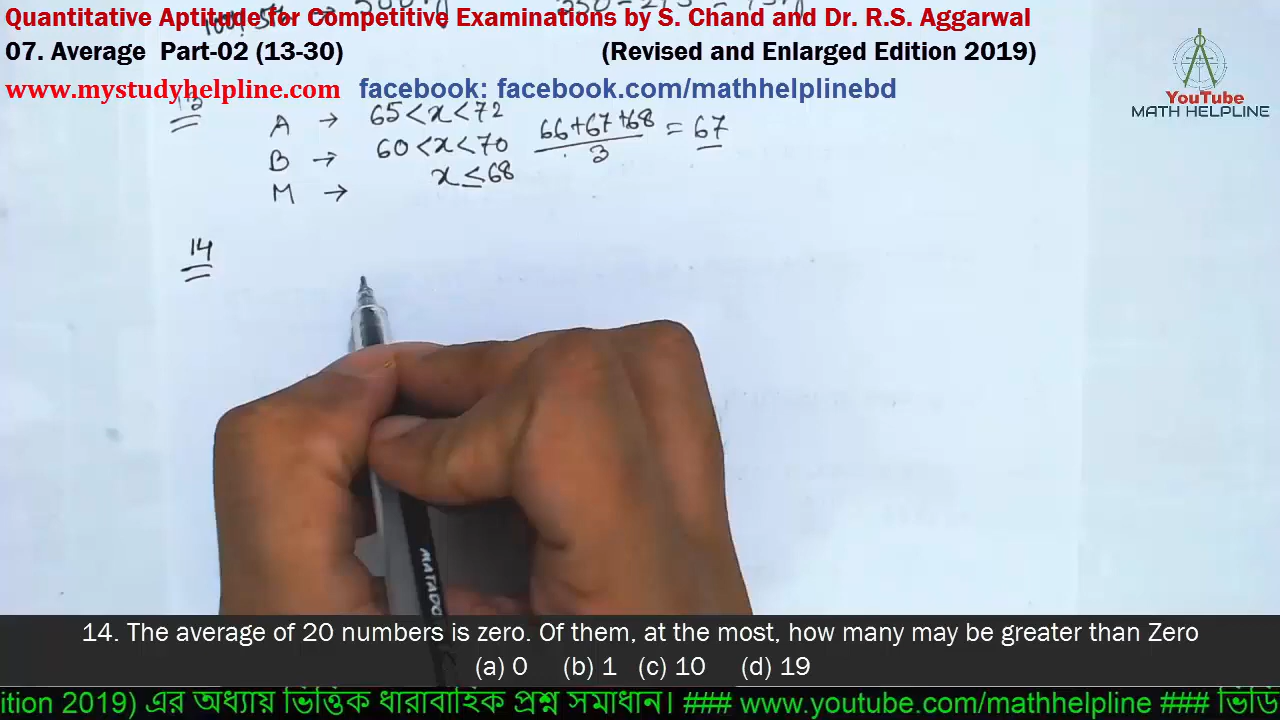 Quantitative Aptitude for Competitive Examinations by S. Chand and Dr. R.S. Aggarwal
07. Average Part-02 (13-30) (Revised and Enlarged Edition 2019)
www.mystudyhelpline.com facebook: facebook.com/mathhelplinebd
YouTube
MATH HELPLINE
A → 65<x<72
B → 60<x<70
M → x≤68
66+67+68
3
= 67
14
MATADO
14. The average of 20 numbers is zero. Of them, at the most, how many may be greater than Zero
(a) 0 (b) 1 (c) 10 (d) 19
ition 2019) এর অধ্যায় ভিত্তিক ধারাবাহিক প্রশ্ন সমাধান। ### www.youtube.com/mathhelpline ### ভিডি